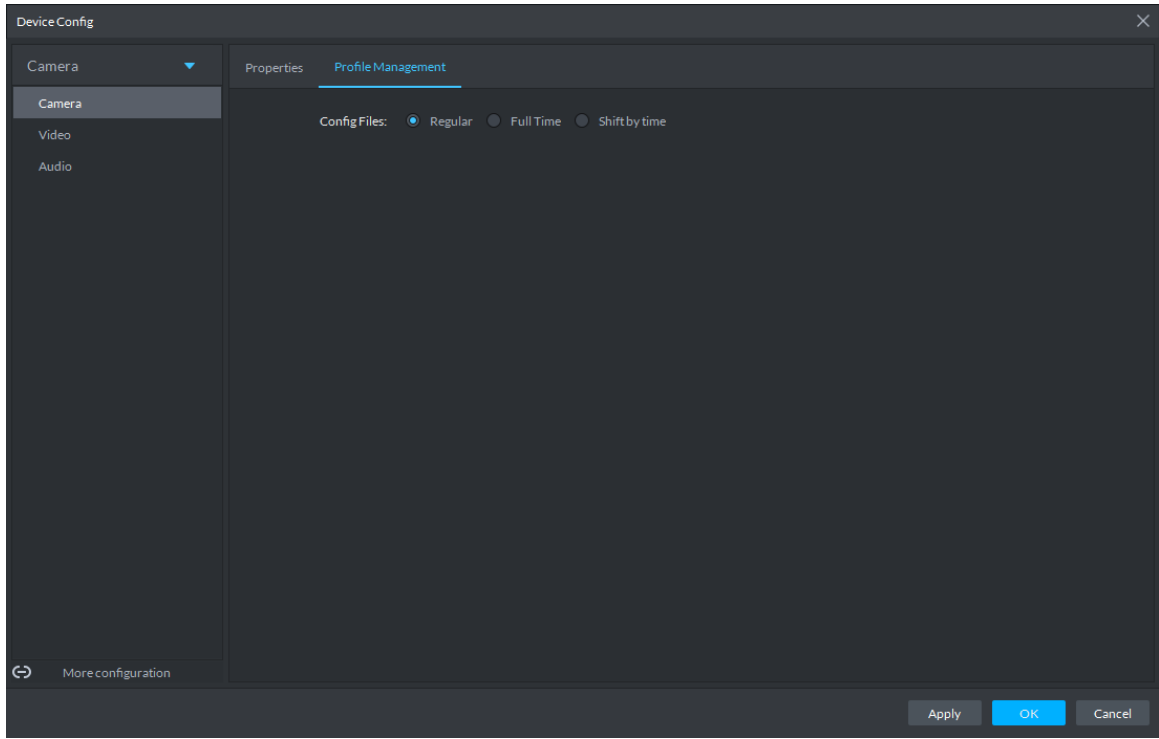 Device Config
Camera
Properties Profile Management
Camera
Config Files: Regular Full Time Shift by time
Video
Audio
More configuration
Apply OK Cancel